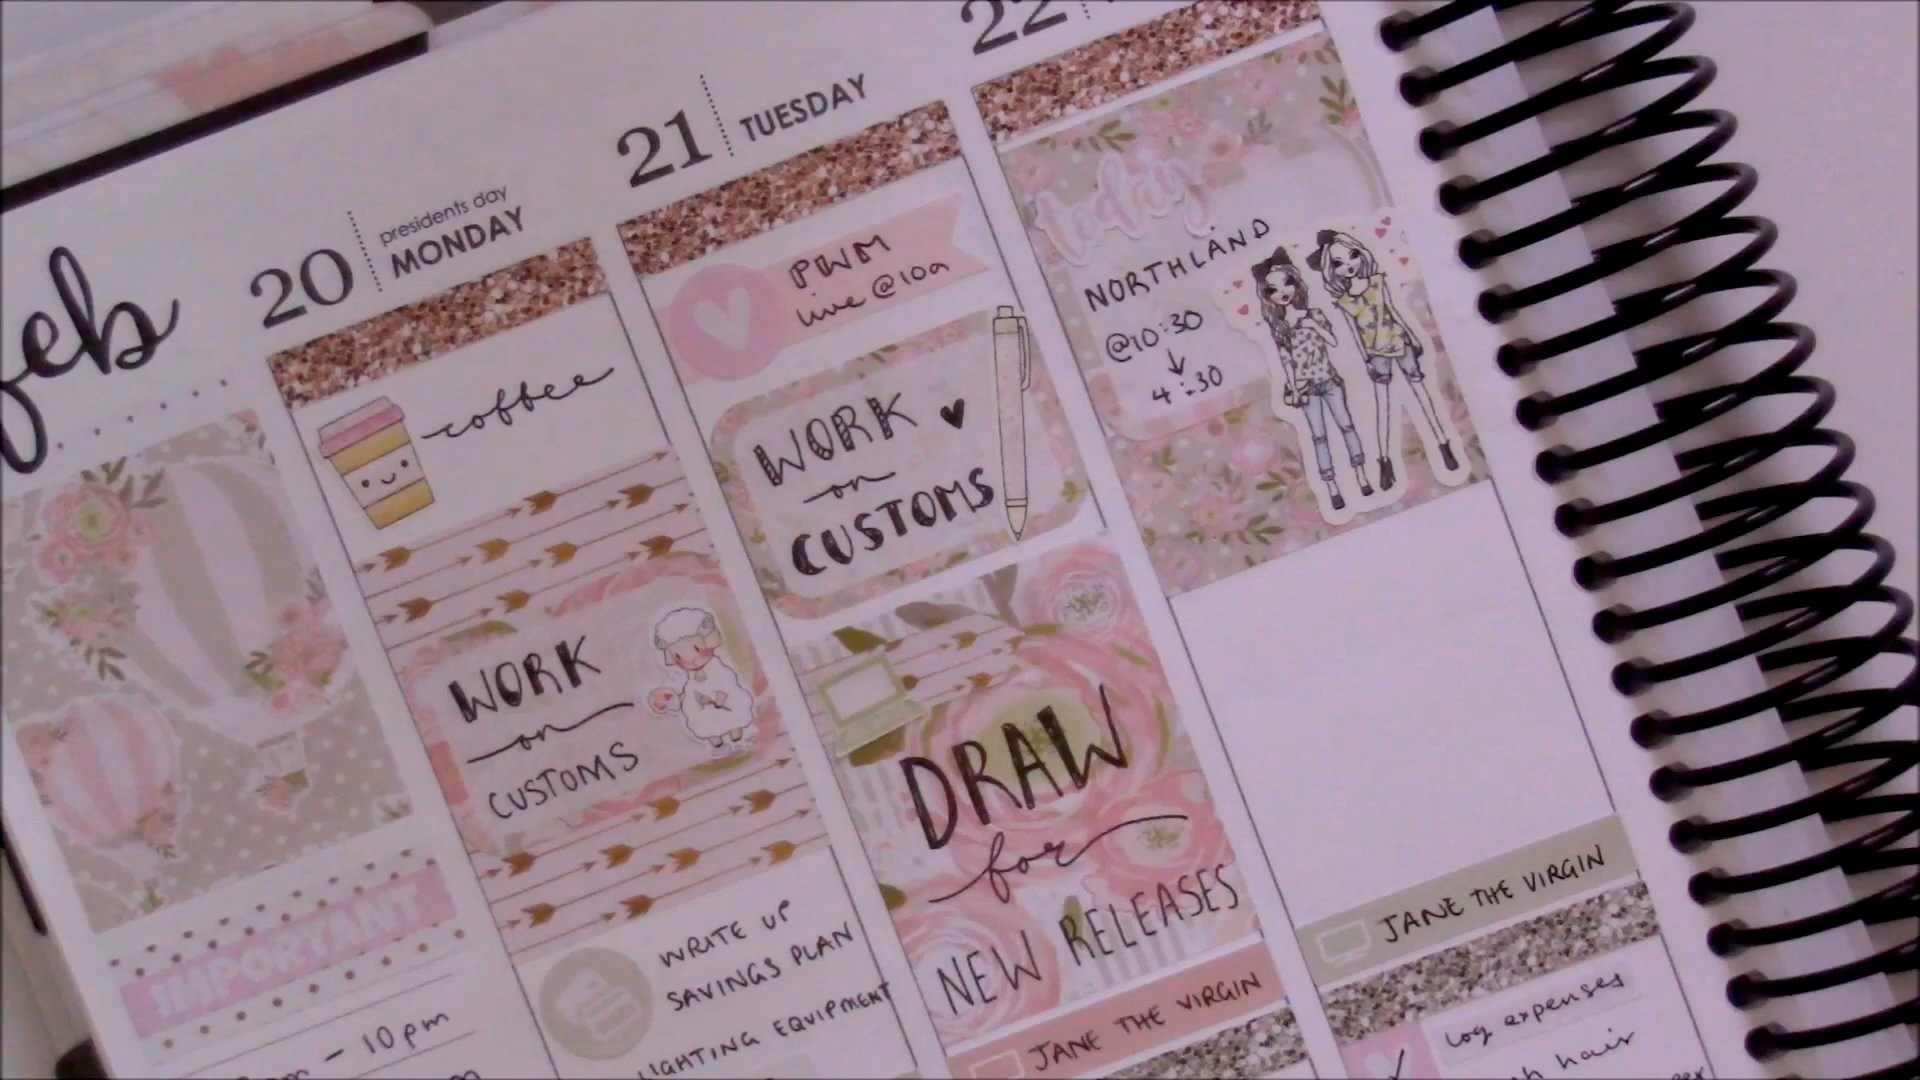 feb
20
presidents day
MONDAY
coffee
WORK
on
CUSTOMS
WRITE UP
SAVINGS PLAN
LIGHTING EQUIPMENT
IMPORTANT
- 10pm
21
TUESDAY
PWM
live @10a
WORK
on
CUSTOMS
DRAW
for
NEW RELEASES
JANE THE VIRGIN
22
today
NORTHLAND
@10:30
4:30
JANE THE VIRGIN
Log expenses
hair